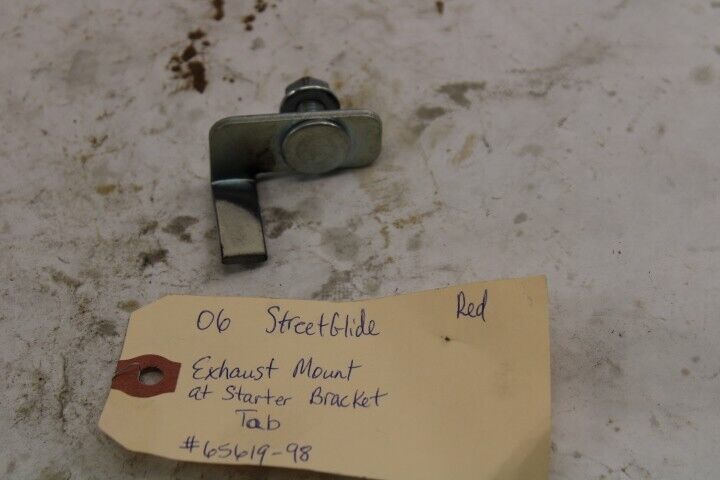 06 StreetGlide Red
Exhaust Mount
at Starter Bracket
Tab
#65619-98